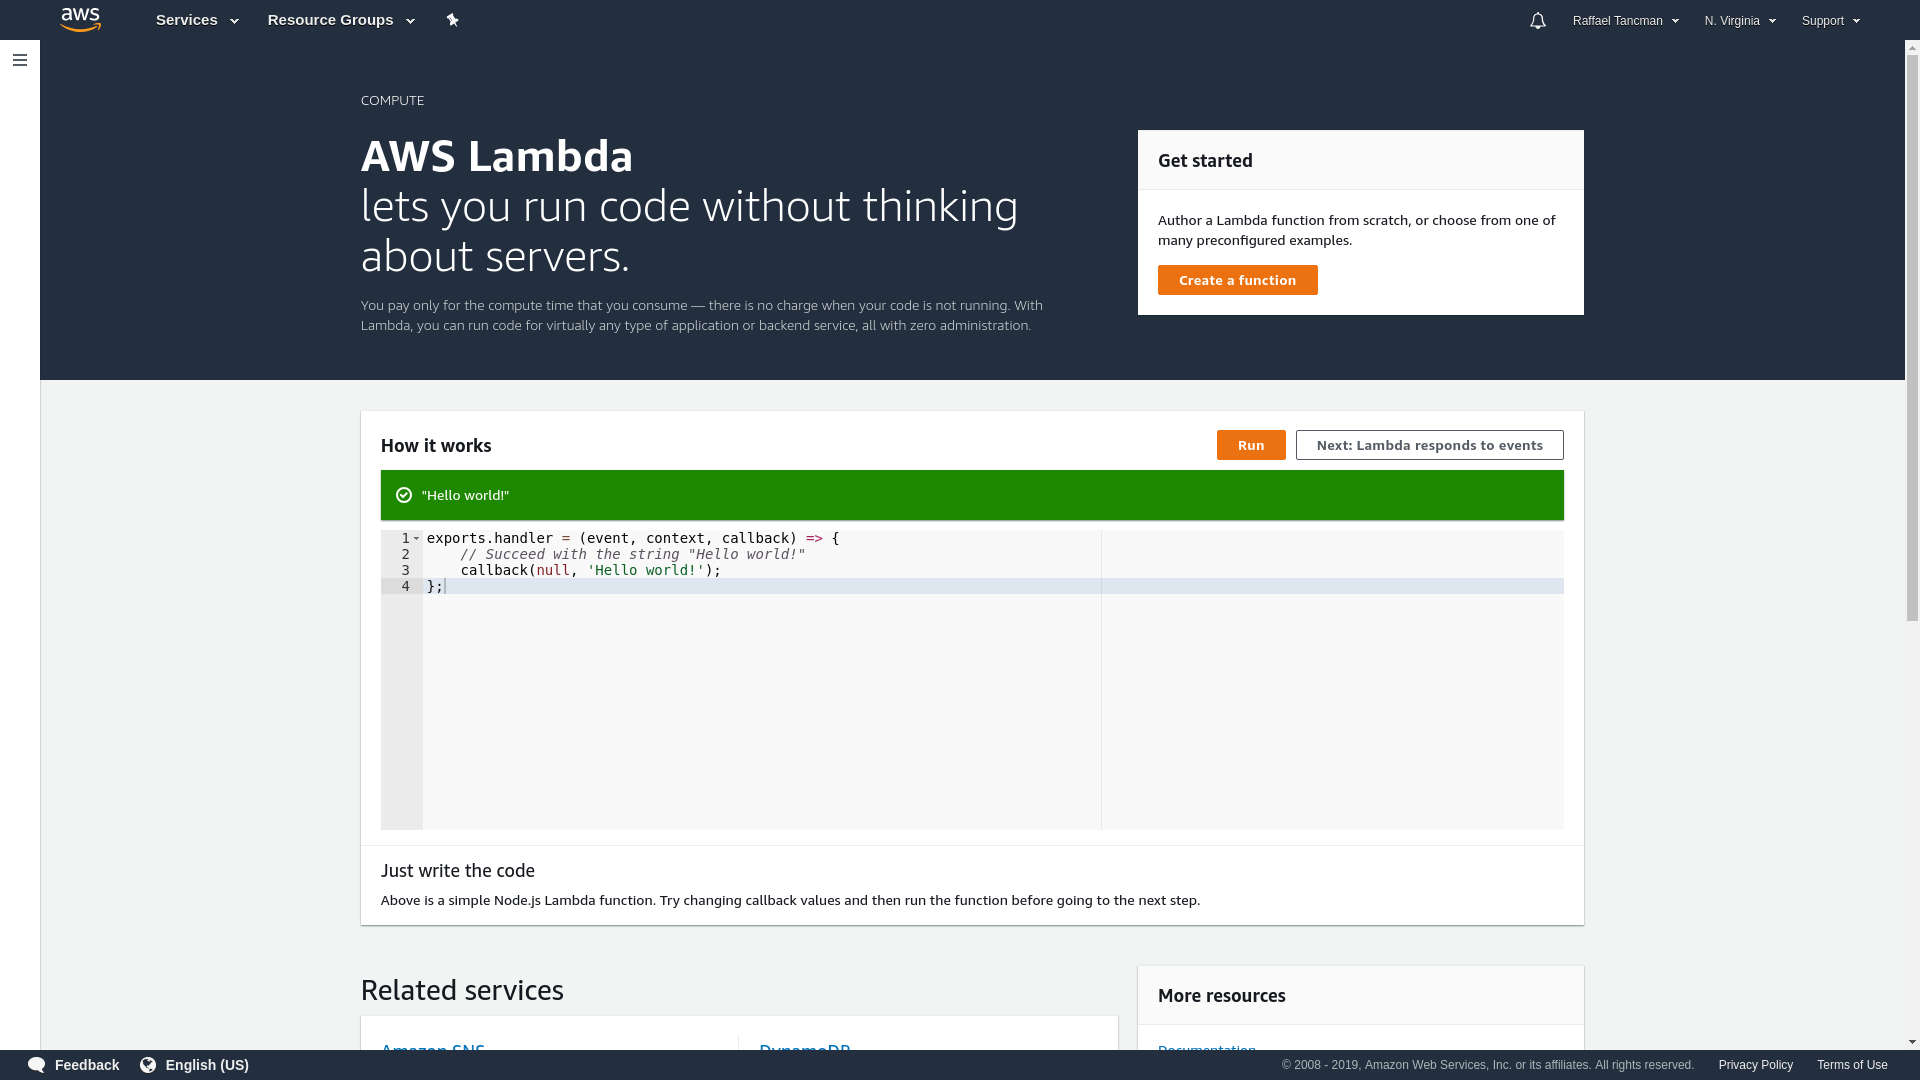 aws Services Resource Groups Raffael Tancman N. Virginia Support
COMPUTE
AWS Lambda
lets you run code without thinking
about servers.
You pay only for the compute time that you consume — there is no charge when your code is not running. With
Lambda, you can run code for virtually any type of application or backend service, all with zero administration.
Get started
Author a Lambda function from scratch, or choose from one of
many preconfigured examples.
Create a function
How it works
Run
Next: Lambda responds to events
"Hello world!"
1 exports.handler = (event, context, callback) => {
2     // Succeed with the string "Hello world!"
3     callback(null, 'Hello world!');
4 };
Just write the code
Above is a simple Node.js Lambda function. Try changing callback values and then run the function before going to the next step.
Related services
Amazon SNS
DynamoDB
More resources
Documentation
Feedback English (US) © 2008 - 2019, Amazon Web Services, Inc. or its affiliates. All rights reserved. Privacy Policy Terms of Use